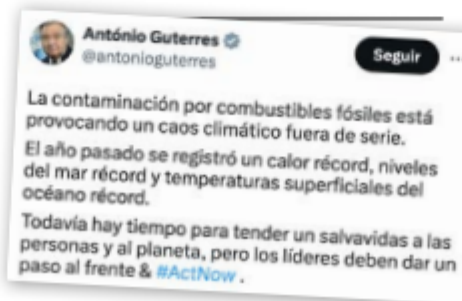 António Guterres
@antonioguterres
Seguir
...
La contaminación por combustibles fósiles está
provocando un caos climático fuera de serie.
El año pasado se registró un calor récord, niveles
del mar récord y temperaturas superficiales del
océano récord.
Todavía hay tiempo para tender un salvavidas a las
personas y al planeta, pero los líderes deben dar un
paso al frente & #ActNow .